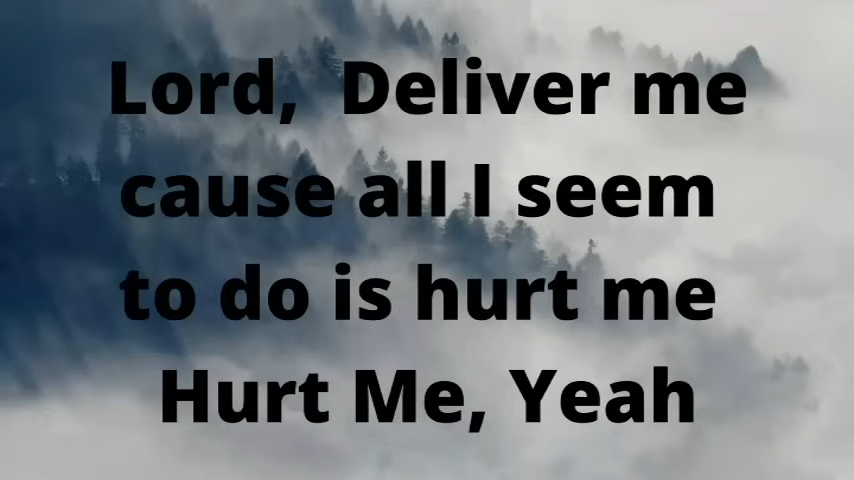 Lord,  Deliver me
cause all I seem
to do is hurt me
Hurt Me, Yeah